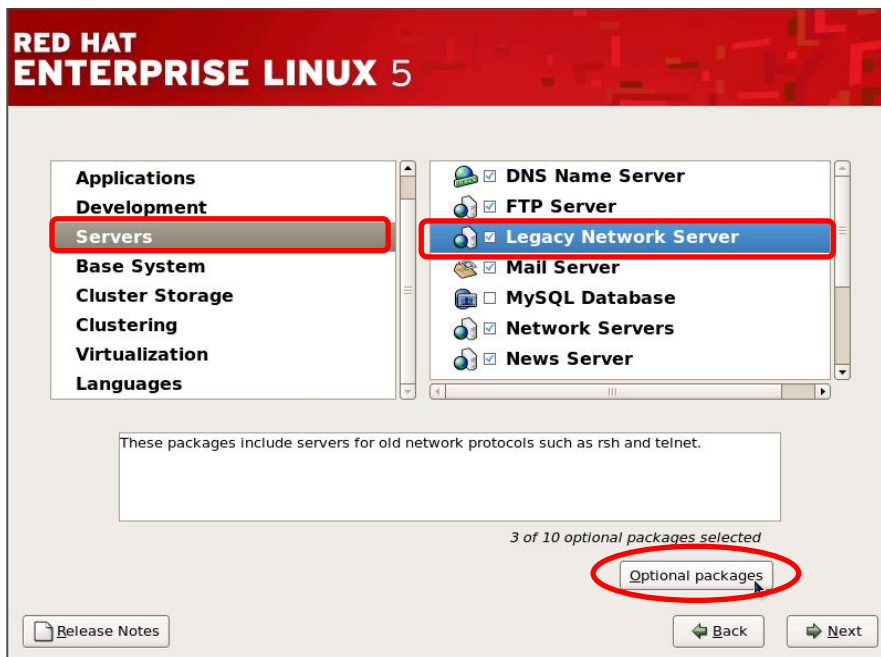 RED HAT
ENTERPRISE LINUX 5
Applications
Development
Servers
Base System
Cluster Storage
Clustering
Virtualization
Languages
DNS Name Server
FTP Server
Legacy Network Server
Mail Server
MySQL Database
Network Servers
News Server
These packages include servers for old network protocols such as rsh and telnet.
3 of 10 optional packages selected
Optional packages
Release Notes
Back
Next